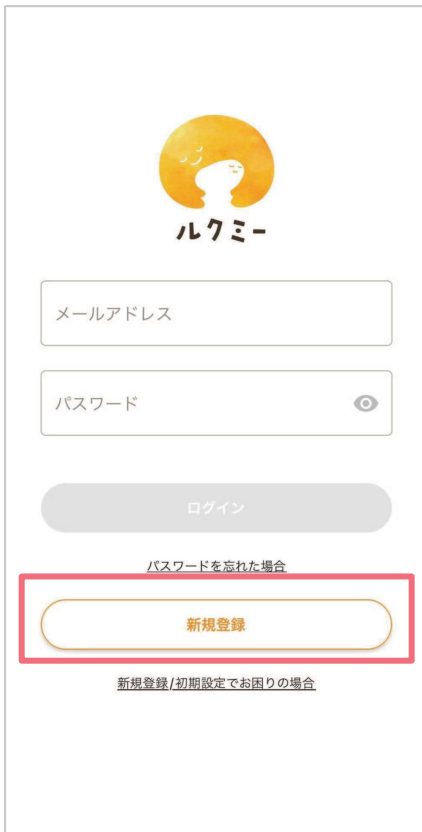 ルクミー
メールアドレス
パスワード
ログイン
パスワードを忘れた場合
新規登録
新規登録/初期設定でお困りの場合